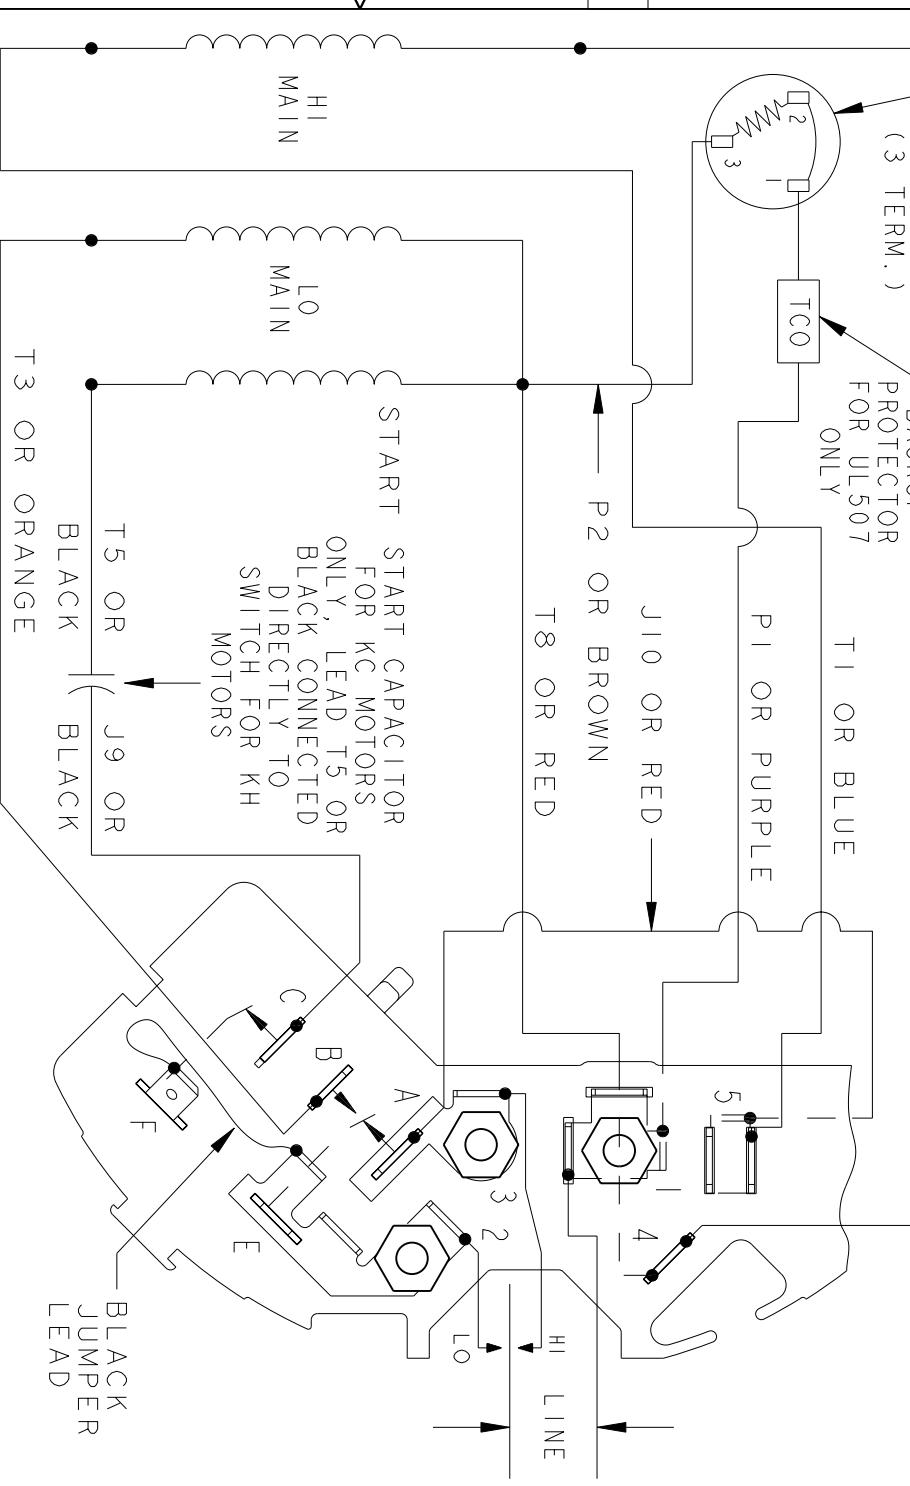 HI
MAIN
LO
MAIN
START
2
3
1
(3 TERM.)
TCO
PROTECTOR
FOR UL507
ONLY
T3 OR ORANGE
T5 OR
BLACK
J9 OR
BLACK
START CAPACITOR
FOR KC MOTORS
ONLY, LEAD T5 OR
BLACK CONNECTED
DIRECTLY TO
SWITCH FOR KH
MOTORS
T8 OR RED
P2 OR BROWN
J10 OR RED
P1 OR PURPLE
T1 OR BLUE
C
B
A
F
E
3
2
5
1
4
LO
HI
LINE
BLACK
JUMPER
LEAD